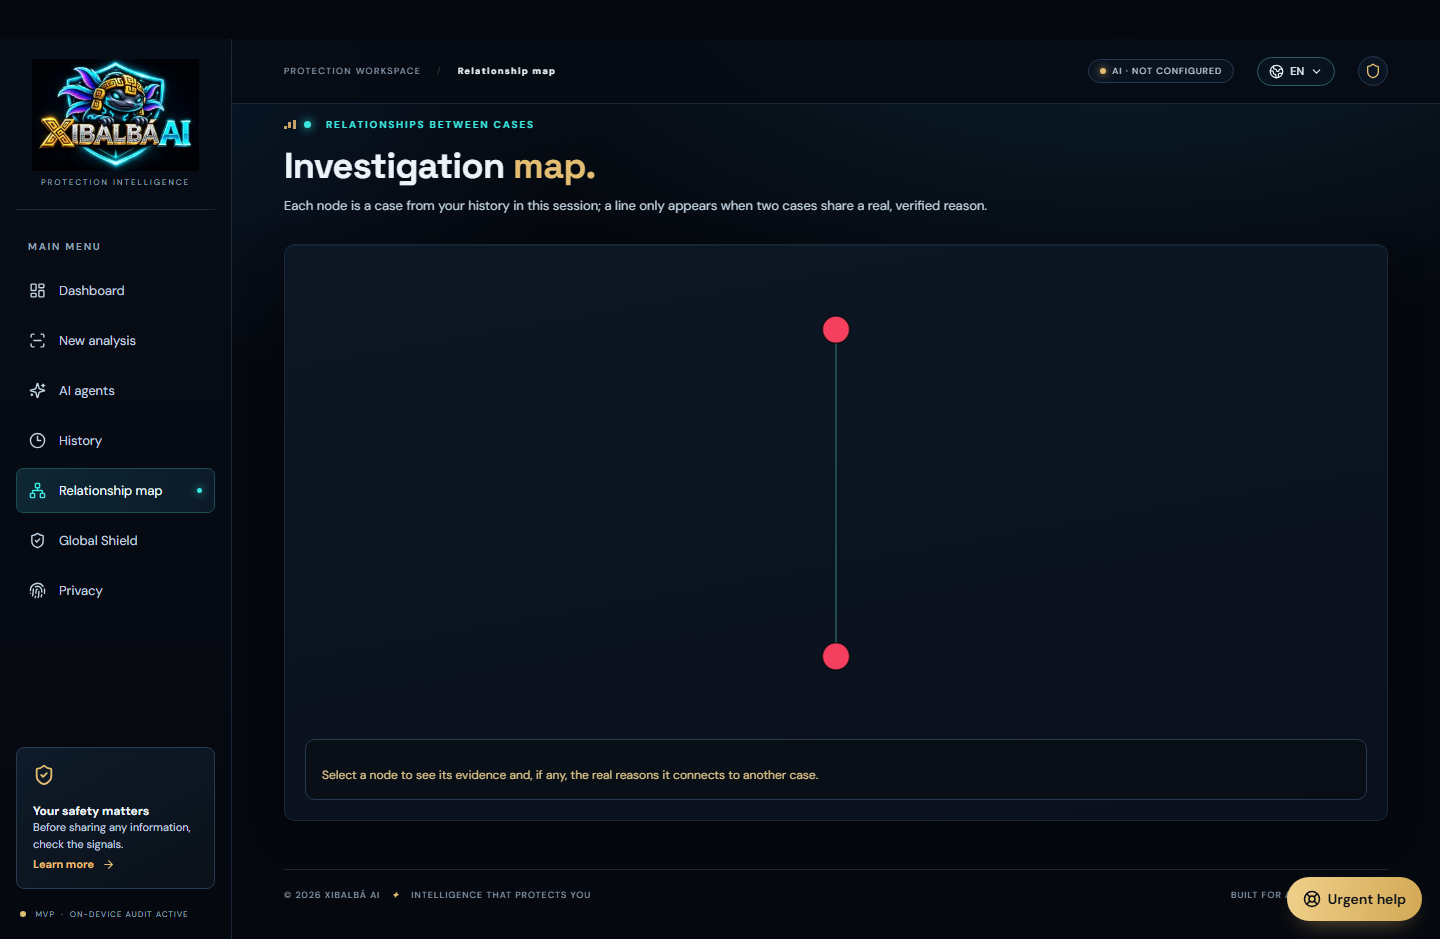 XIBALBÁ AI
PROTECTION INTELLIGENCE
MAIN MENU
Dashboard
New analysis
AI agents
History
Relationship map
Global Shield
Privacy
Your safety matters
Before sharing any information,
check the signals.
Learn more →
MVP · ON-DEVICE AUDIT ACTIVE
PROTECTION WORKSPACE / Relationship map
AI · NOT CONFIGURED
EN
RELATIONSHIPS BETWEEN CASES
Investigation map.
Each node is a case from your history in this session; a line only appears when two cases share a real, verified reason.
Select a node to see its evidence and, if any, the real reasons it connects to another case.
© 2026 XIBALBÁ AI ✦ INTELLIGENCE THAT PROTECTS YOU
BUILT FOR
Urgent help